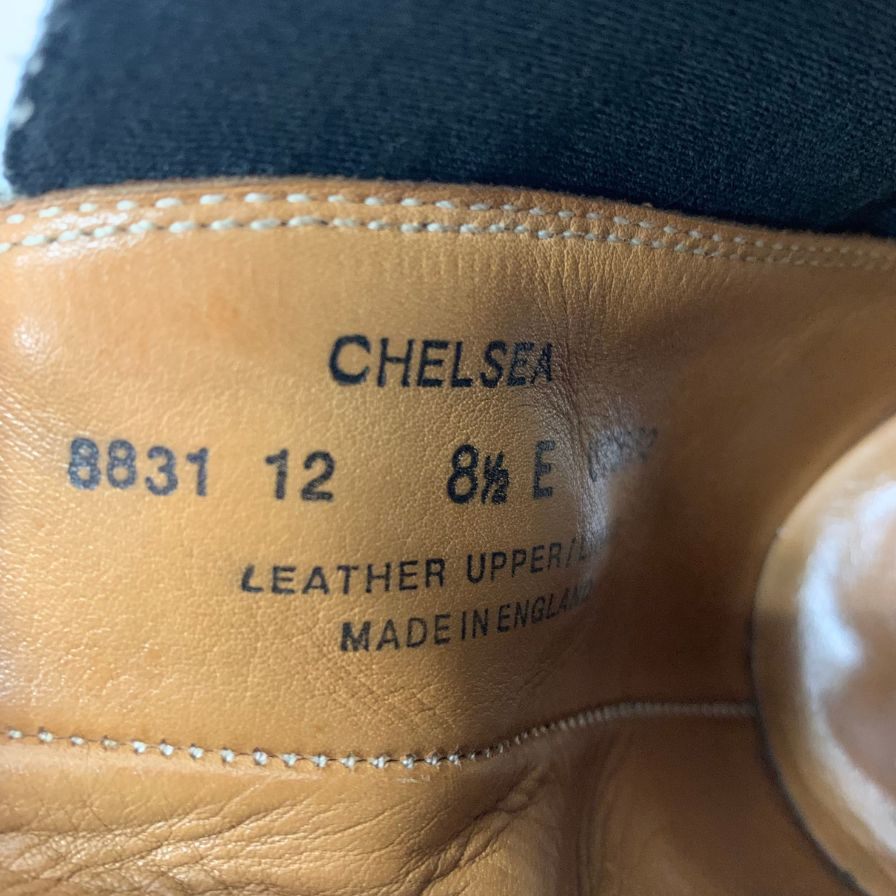 CHELSEA
8831 12 8½ E
LEATHER UPPER/
MADE IN ENGLAND